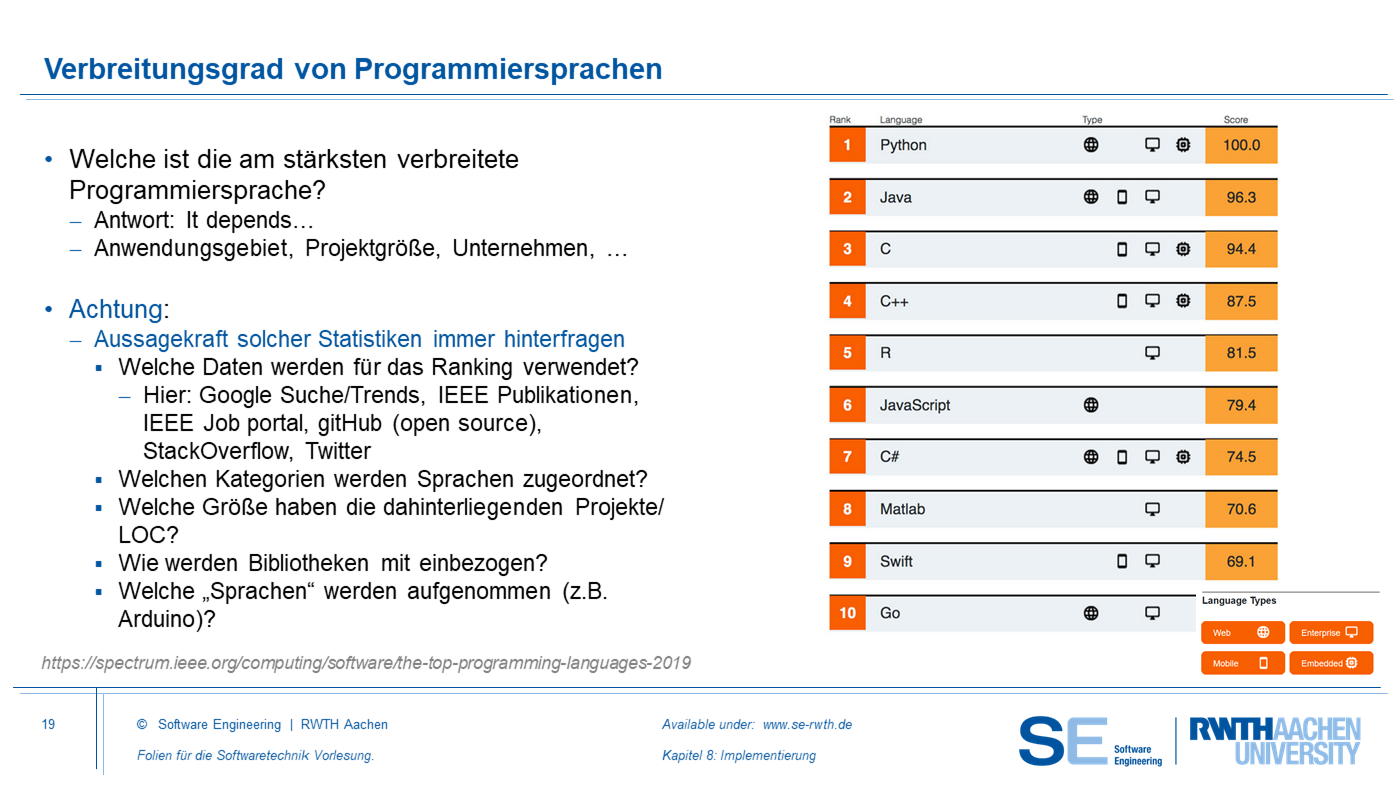 Verbreitungsgrad von Programmiersprachen
• Welche ist die am stärksten verbreitete
Programmiersprache?
– Antwort: It depends…
– Anwendungsgebiet, Projektgröße, Unternehmen, …
• Achtung:
– Aussagekraft solcher Statistiken immer hinterfragen
▪ Welche Daten werden für das Ranking verwendet?
– Hier: Google Suche/Trends, IEEE Publikationen,
IEEE Job portal, gitHub (open source),
StackOverflow, Twitter
▪ Welchen Kategorien werden Sprachen zugeordnet?
▪ Welche Größe haben die dahinterliegenden Projekte/
LOC?
▪ Wie werden Bibliotheken mit einbezogen?
▪ Welche „Sprachen“ werden aufgenommen (z.B.
Arduino)?
https://spectrum.ieee.org/computing/software/the-top-programming-languages-2019
Rank Language Type Score
1 Python 100.0
2 Java 96.3
3 C 94.4
4 C++ 87.5
5 R 81.5
6 JavaScript 79.4
7 C# 74.5
8 Matlab 70.6
9 Swift 69.1
10 Go
Language Types
Web Enterprise
Mobile Embedded
19 © Software Engineering | RWTH Aachen Available under: www.se-rwth.de
Folien für die Softwaretechnik Vorlesung. Kapitel 8: Implementierung
SE Software
Engineering
RWTHAACHEN
UNIVERSITY